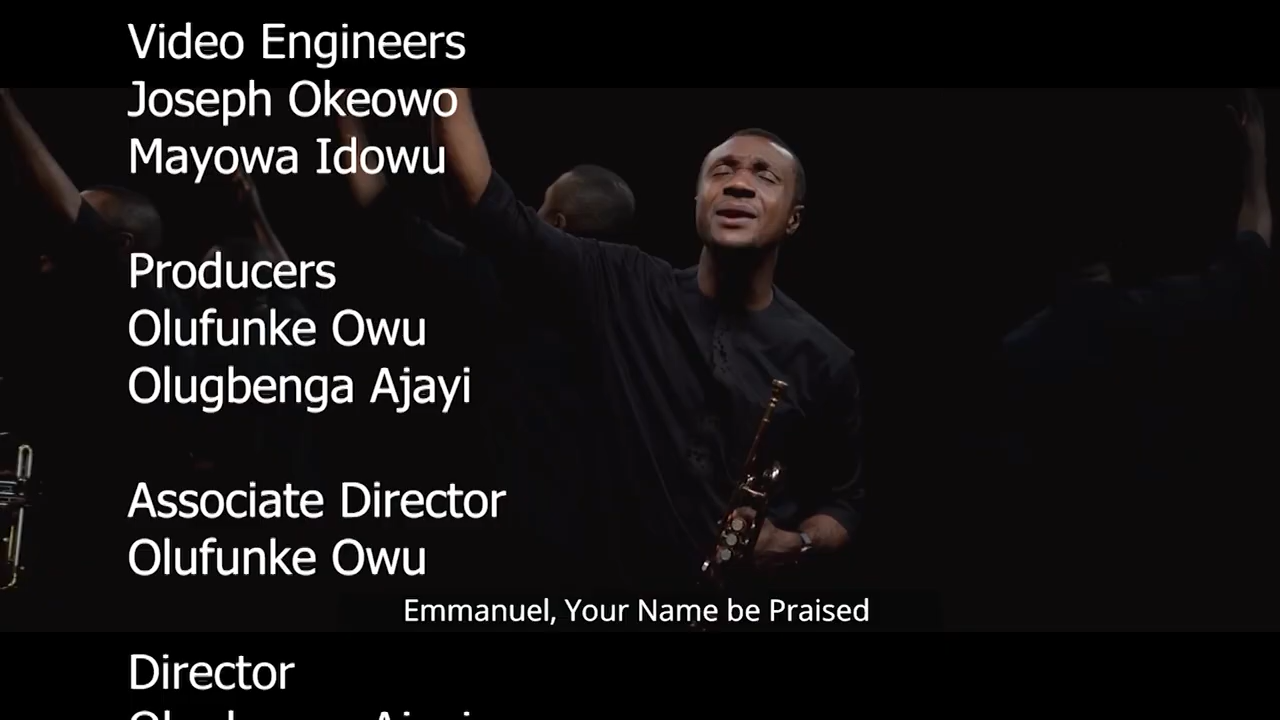 Video Engineers
Joseph Okeowo
Mayowa Idowu
Producers
Olufunke Owu
Olugbenga Ajayi
Associate Director
Olufunke Owu
Emmanuel, Your Name be Praised
Director